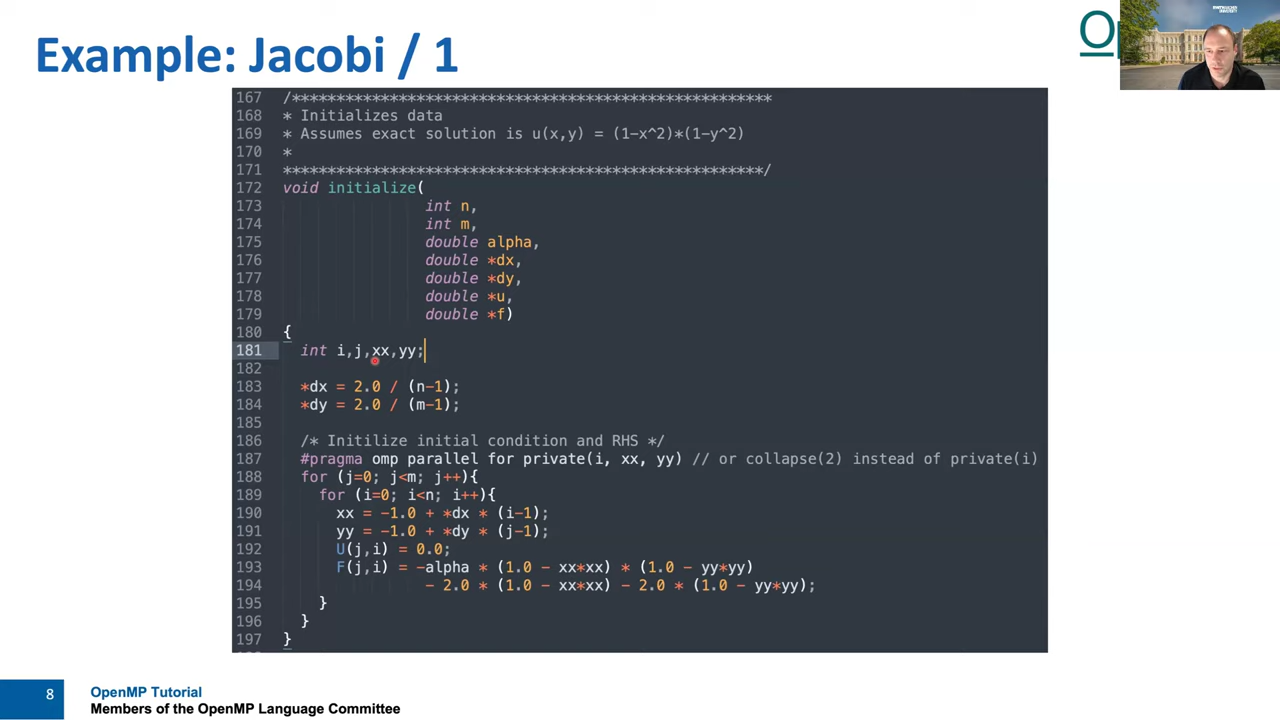 Example: Jacobi / 1
167 /*****************************************************
168 * Initializes data
169 * Assumes exact solution is u(x,y) = (1-x^2)*(1-y^2)
170 *
171 *****************************************************/
172 void initialize(
173 int n,
174 int m,
175 double alpha,
176 double *dx,
177 double *dy,
178 double *u,
179 double *f)
180 {
181 int i,j,xx,yy;
182
183 *dx = 2.0 / (n-1);
184 *dy = 2.0 / (m-1);
185
186 /* Initilize initial condition and RHS */
187 #pragma omp parallel for private(i, xx, yy) // or collapse(2) instead of private(i)
188 for (j=0; j<m; j++){
189 for (i=0; i<n; i++){
190 xx = -1.0 + *dx * (i-1);
191 yy = -1.0 + *dy * (j-1);
192 U(j,i) = 0.0;
193 F(j,i) = -alpha * (1.0 - xx*xx) * (1.0 - yy*yy)
194 - 2.0 * (1.0 - xx*xx) - 2.0 * (1.0 - yy*yy);
195 }
196 }
197 }
8
OpenMP Tutorial
Members of the OpenMP Language Committee